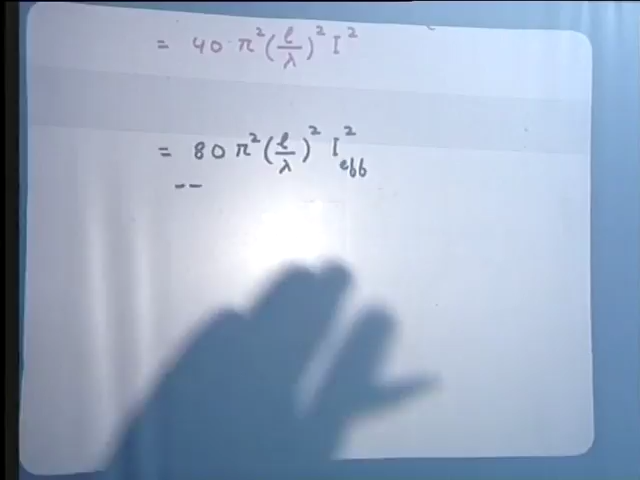 = 40 π²(ℓ/λ)² I²
= 80 π²(ℓ/λ)² I²eff